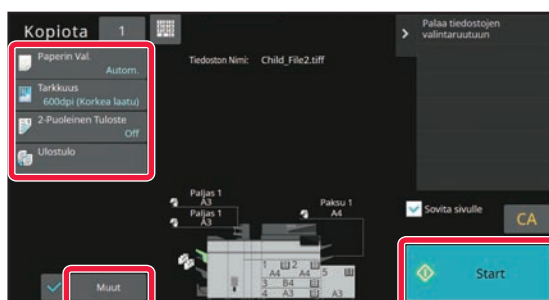 Kopiota 1
Palaa tiedostojen
valintaruutuun
Paperin Val.
Autom.
Tiedoston Nimi: Child_File2.tiff
Tarkkuus
600dpi (Korkea laatu)
2-Puoleinen Tuloste
Off
Ulostulo
Paljas 1
A3
Paljas 1
A3
Paksu 1
A4
Sovita sivulle
CA
1 2
A4 A4 5
3 B4
4 A3 A3
Muut
Start